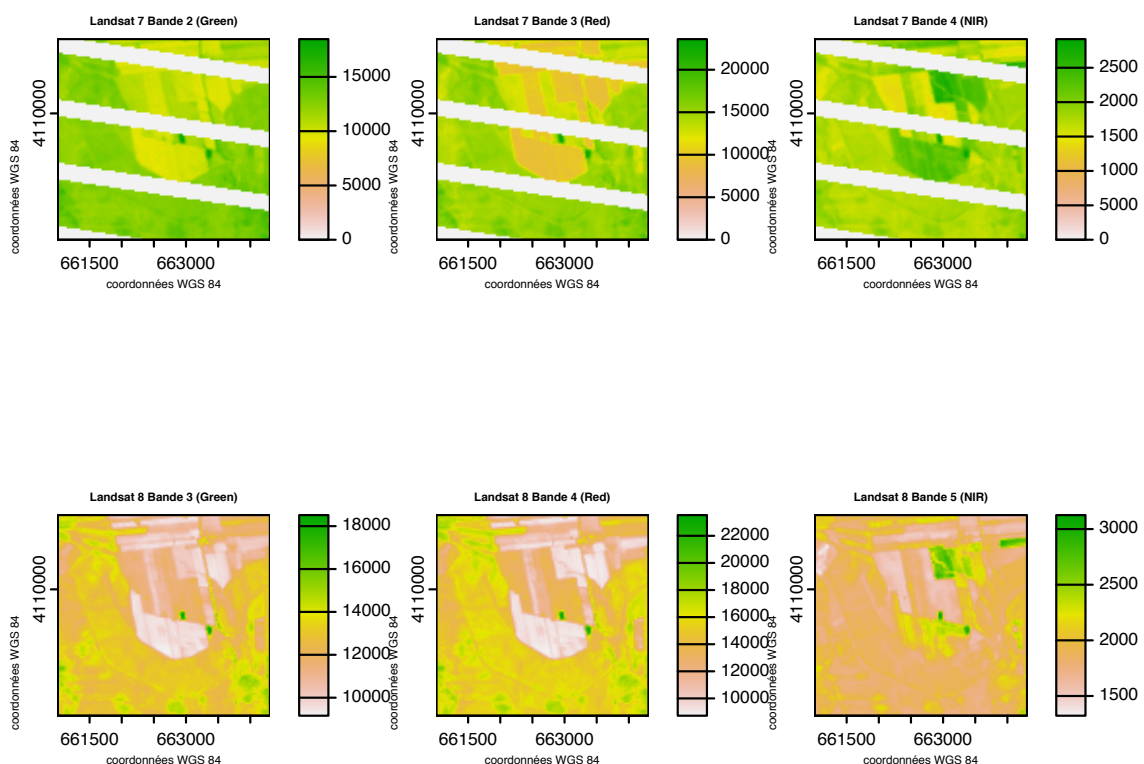 Landsat 7 Bande 2 (Green)
coordonnées WGS 84
4110000
661500
663000
coordonnées WGS 84
15000
10000
5000
0
Landsat 7 Bande 3 (Red)
coordonnées WGS 84
4110000
661500
663000
coordonnées WGS 84
20000
15000
10000
5000
0
Landsat 7 Bande 4 (NIR)
coordonnées WGS 84
4110000
661500
663000
coordonnées WGS 84
2500
2000
1500
1000
5000
0
Landsat 8 Bande 3 (Green)
coordonnées WGS 84
4110000
661500
663000
coordonnées WGS 84
18000
16000
14000
12000
10000
Landsat 8 Bande 4 (Red)
coordonnées WGS 84
4110000
661500
663000
coordonnées WGS 84
22000
20000
18000
16000
14000
12000
10000
Landsat 8 Bande 5 (NIR)
coordonnées WGS 84
4110000
661500
663000
coordonnées WGS 84
3000
2500
2000
1500